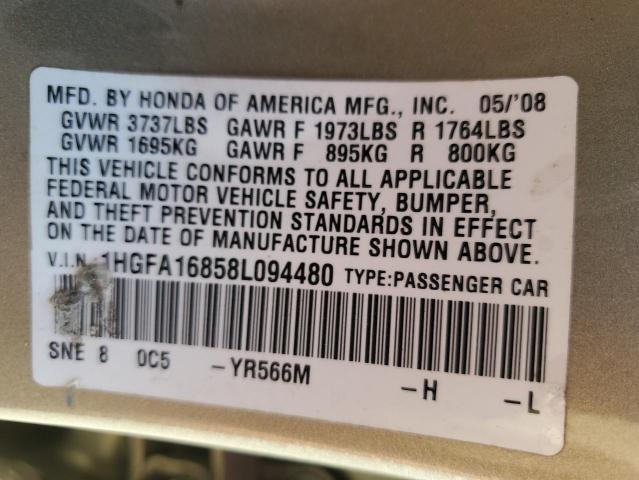 MFD. BY HONDA OF AMERICA MFG., INC. 05/'08
GVWR 3737LBS GAWR F 1973LBS R 1764LBS
GVWR 1695KG GAWR F 895KG R 800KG
THIS VEHICLE CONFORMS TO ALL APPLICABLE
FEDERAL MOTOR VEHICLE SAFETY, BUMPER,
AND THEFT PREVENTION STANDARDS IN EFFECT
ON THE DATE OF MANUFACTURE SHOWN ABOVE.
V.I.N. 1HGFA16858L094480 TYPE:PASSENGER CAR
SNE 8 0C5 -YR566M -H -L